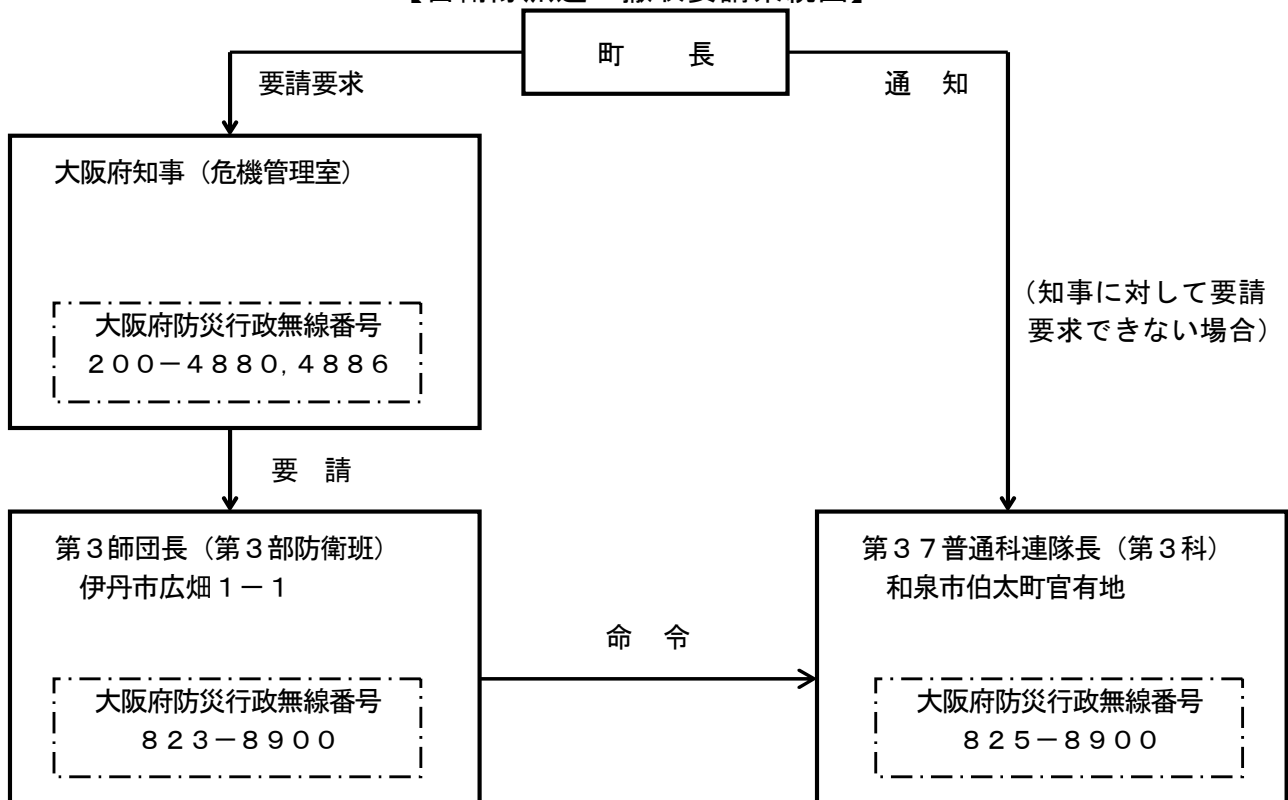 町　　長
要請要求
通　知
大阪府知事（危機管理室）
大阪府防災行政無線番号
２００－４８８０，４８８６
（知事に対して要請
要求できない場合）
要　請
第３師団長（第３部防衛班）
伊丹市広畑１－１
大阪府防災行政無線番号
８２３－８９００
命　令
第３７普通科連隊長（第３科）
和泉市伯太町官有地
大阪府防災行政無線番号
８２５－８９００